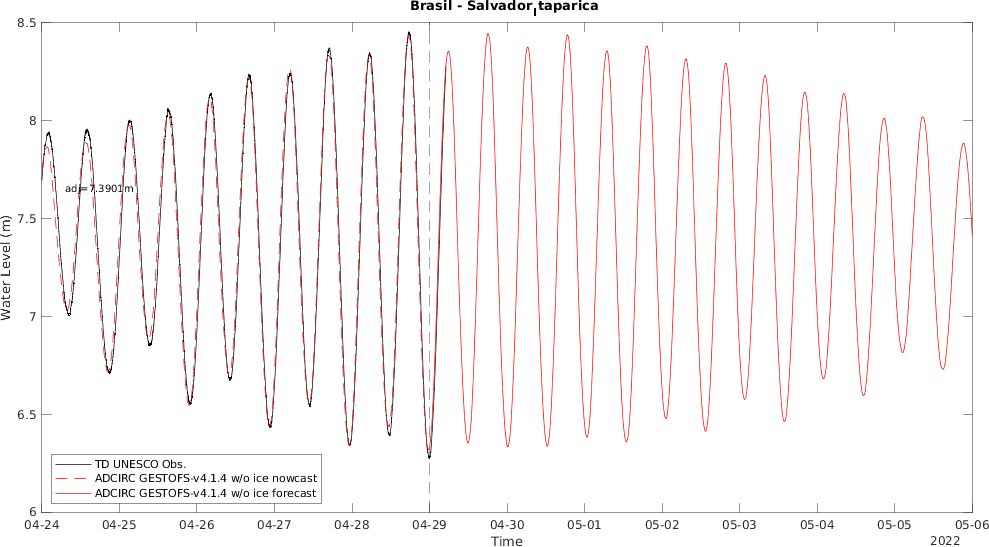 Brasil - Salvador,taparica
8.5
8
7.5
7
6.5
6
Water Level (m)
adj=7.3901m
TD UNESCO Obs.
ADCIRC GESTOFS-v4.1.4 w/o ice nowcast
ADCIRC GESTOFS-v4.1.4 w/o ice forecast
04-24 04-25 04-26 04-27 04-28 04-29 04-30 05-01 05-02 05-03 05-04 05-05 05-06
Time
2022